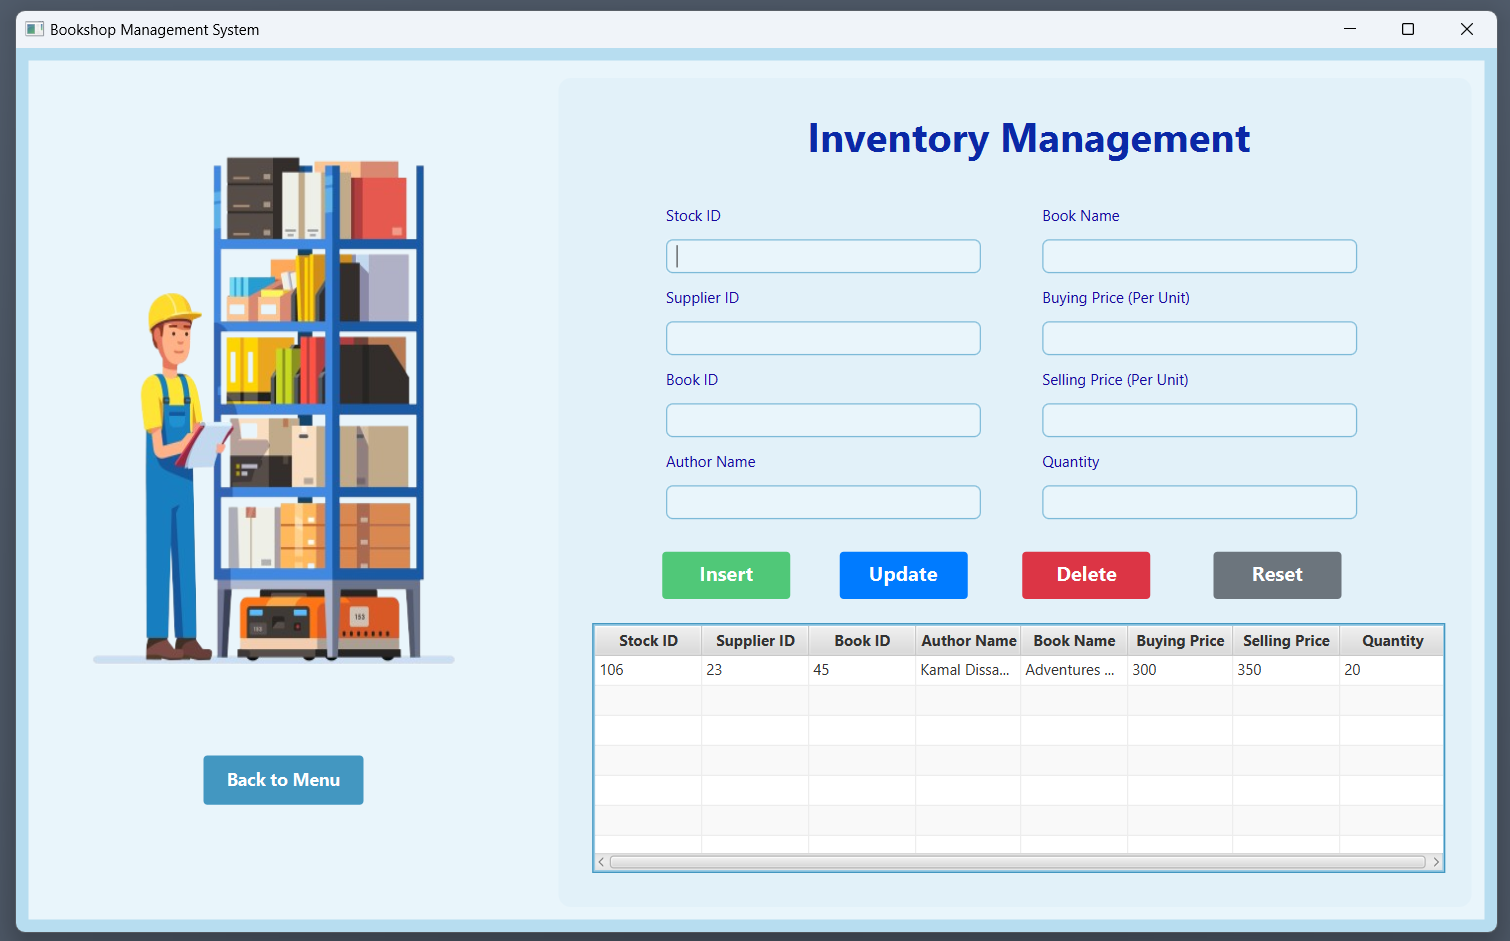 Bookshop Management System
Inventory Management
Stock ID
Book Name
Supplier ID
Buying Price (Per Unit)
Book ID
Selling Price (Per Unit)
Author Name
Quantity
Insert Update Delete Reset
Stock ID Supplier ID Book ID Author Name Book Name Buying Price Selling Price Quantity
106 23 45 Kamal Dissa... Adventures ... 300 350 20
153
153
Back to Menu